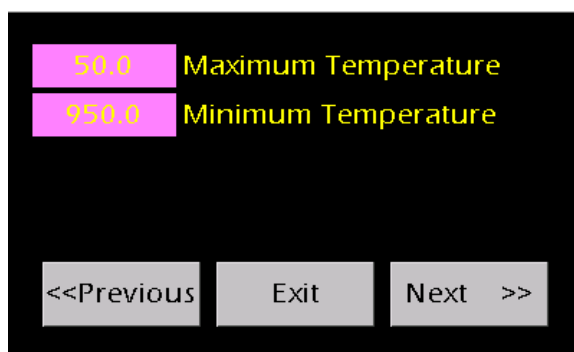 50.0 Maximum Temperature
950.0 Minimum Temperature
<<Previous Exit Next >>